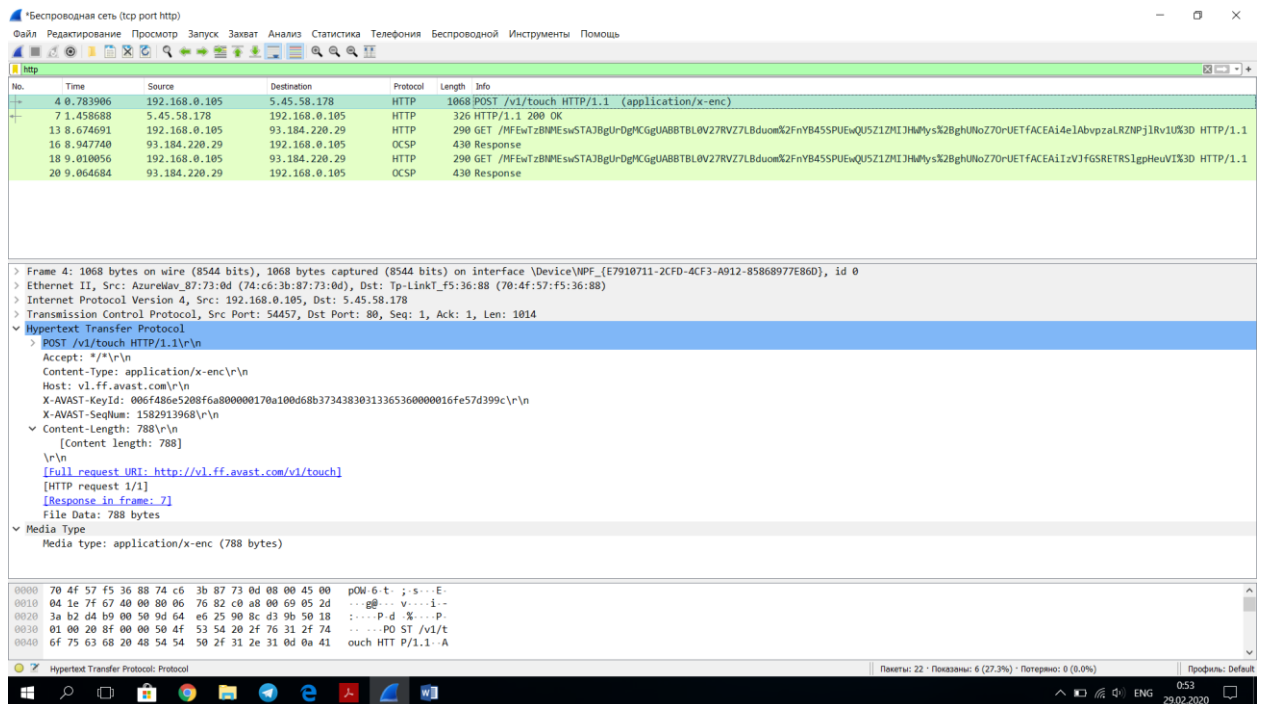 *Беспроводная сеть (tcp port http)
Файл Редактирование Просмотр Запуск Захват Анализ Статистика Телефония Беспроводной Инструменты Помощь
http
No. Time Source Destination Protocol Length Info
4 0.783906 192.168.0.105 5.45.58.178 HTTP 1068 POST /v1/touch HTTP/1.1 (application/x-enc)
7 1.458688 5.45.58.178 192.168.0.105 HTTP 326 HTTP/1.1 200 OK
13 8.674691 192.168.0.105 93.184.220.29 HTTP 290 GET /MFEwTzBNMEswSTAJBgUrDgMCGgUABBTBL0V27RVZ7LBduom%2FnYB45SPUEwQU5Z1ZMIJHWMys%2BghUNoZ7OrUETfACEAi4elAbvpzaLRZNPjlRv1U%3D HTTP/1.1
16 8.947740 93.184.220.29 192.168.0.105 OCSP 430 Response
18 9.010056 192.168.0.105 93.184.220.29 HTTP 290 GET /MFEwTzBNMEswSTAJBgUrDgMCGgUABBTBL0V27RVZ7LBduom%2FnYB45SPUEwQU5Z1ZMIJHWMys%2BghUNoZ7OrUETfACEAiIzVJfGSRETRSlgpHeuVI%3D HTTP/1.1
20 9.064684 93.184.220.29 192.168.0.105 OCSP 430 Response
> Frame 4: 1068 bytes on wire (8544 bits), 1068 bytes captured (8544 bits) on interface \Device\NPF_{E7910711-2CFD-4CF3-A912-85868977E86D}, id 0
> Ethernet II, Src: AzureWav_87:73:0d (74:c6:3b:87:73:0d), Dst: Tp-LinkT_f5:36:88 (70:4f:57:f5:36:88)
> Internet Protocol Version 4, Src: 192.168.0.105, Dst: 5.45.58.178
> Transmission Control Protocol, Src Port: 54457, Dst Port: 80, Seq: 1, Ack: 1, Len: 1014
Hypertext Transfer Protocol
> POST /v1/touch HTTP/1.1\r\n
Accept: */*\r\n
Content-Type: application/x-enc\r\n
Host: vl.ff.avast.com\r\n
X-AVAST-KeyId: 006f486e5208f6a800000170a100d68b37343830313365360000016fe57d399c\r\n
X-AVAST-SeqNum: 1582913968\r\n
Content-Length: 788\r\n
[Content length: 788]
\r\n
[Full request URI: http://vl.ff.avast.com/v1/touch]
[HTTP request 1/1]
[Response in frame: 7]
File Data: 788 bytes
Media Type
Media type: application/x-enc (788 bytes)
0000 70 4f 57 f5 36 88 74 c6 3b 87 73 0d 08 00 45 00 pOW·6·t· ;·s···E·
0010 04 1e 7f 67 40 00 80 06 76 82 c0 a8 00 69 05 2d ···g@··· v····i·-
0020 3a b2 d4 b9 00 50 9d 64 e6 25 90 8c d3 9b 50 18 :····P·d ·%····P·
0030 01 00 20 8f 00 00 50 4f 53 54 20 2f 76 31 2f 74 ·· ···PO ST /v1/t
0040 6f 75 63 68 20 48 54 54 50 2f 31 2e 31 0d 0a 41 ouch HTT P/1.1··A
Hypertext Transfer Protocol: Protocol
Пакеты: 22 · Показаны: 6 (27.3%) · Потеряно: 0 (0.0%)
Профиль: Default
ENG
0:53
29.02.2020